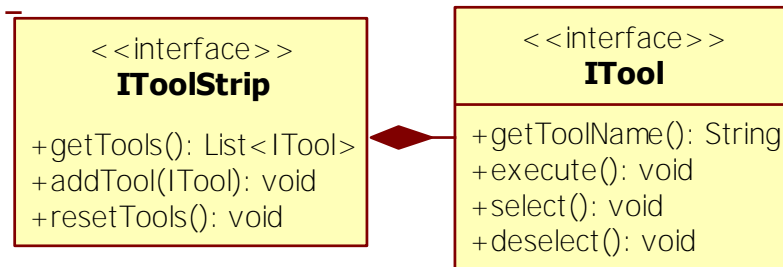 <<interface>>
IToolStrip
+getTools(): List<ITool>
+addTool(ITool): void
+resetTools(): void
<<interface>>
ITool
+getToolName(): String
+execute(): void
+select(): void
+deselect(): void